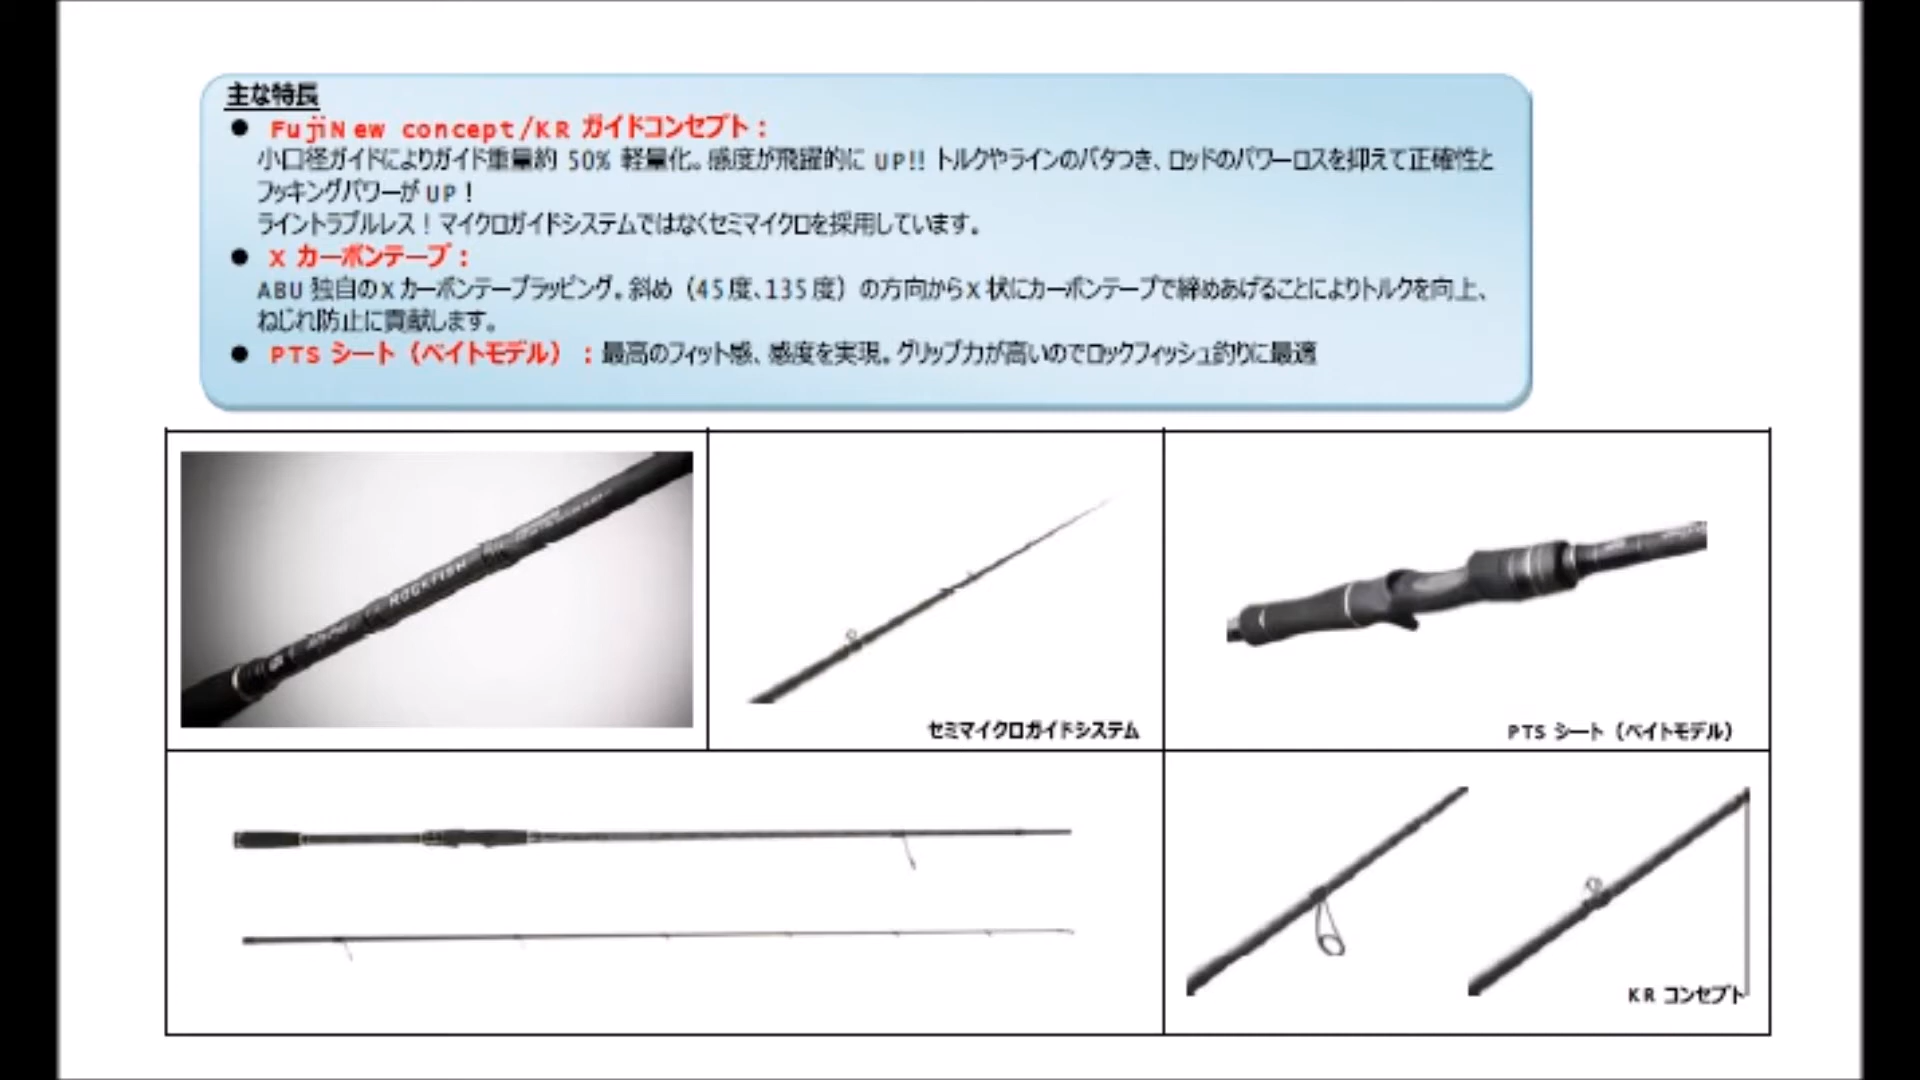 主な特長
● FujiNew concept/KR ガイドコンセプト：
小口径ガイドによりガイド重量約 50% 軽量化。感度が飛躍的に UP!! トルクやラインのバタつき、ロッドのパワーロスを抑えて正確性と
フッキングパワーが UP！
ライントラブルレス！マイクロガイドシステムではなくセミマイクロを採用しています。
● X カーボンテープ：
ABU 独自のXカーボンテープラッピング。斜め（45度、135度）の方向からX状にカーボンテープで締めあげることによりトルクを向上、
ねじれ防止に貢献します。
● PTS シート（ベイトモデル）：最高のフィット感、感度を実現。グリップ力が高いのでロックフィッシュ釣りに最適
ROCKFISH
セミマイクロガイドシステム
PTS シート（ベイトモデル）
KR コンセプト